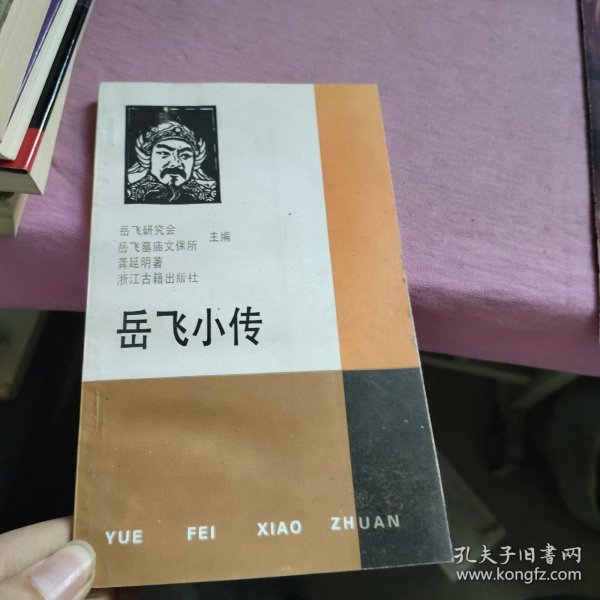 岳飞研究会
岳飞墓庙文保所 主编
龚延明著
浙江古籍出版社
岳飞小传
YUE FEI XIAO ZHUAN
孔夫子旧书网
www.kongfz.com